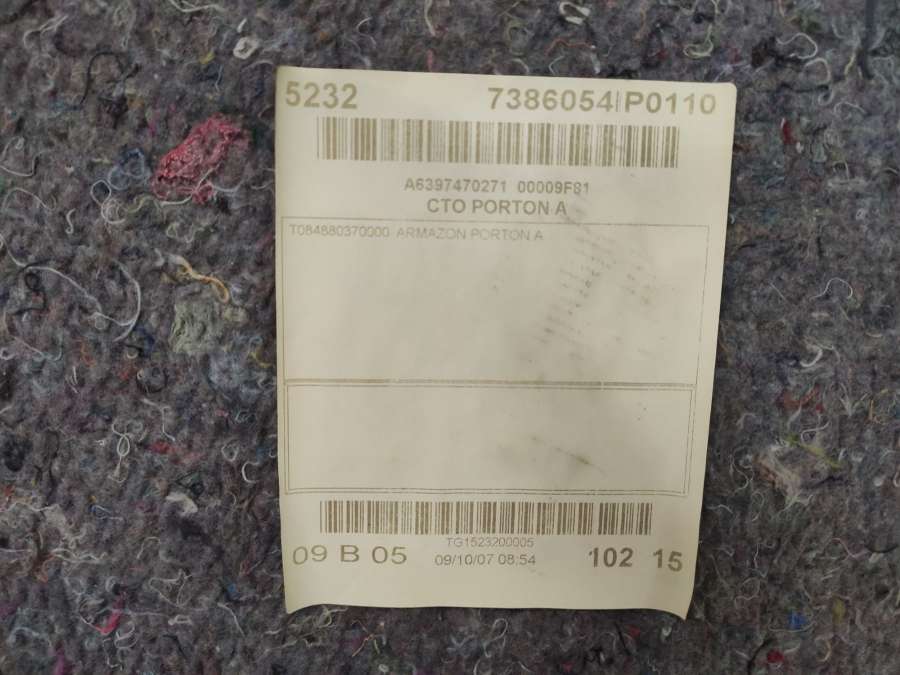 5232 7386054 P0110
A6397470271 00009F81
CTO PORTON A
T084880370000 ARMAZON PORTON A
TG1523200005
09 B 05 09/10/07 08:54 102 15